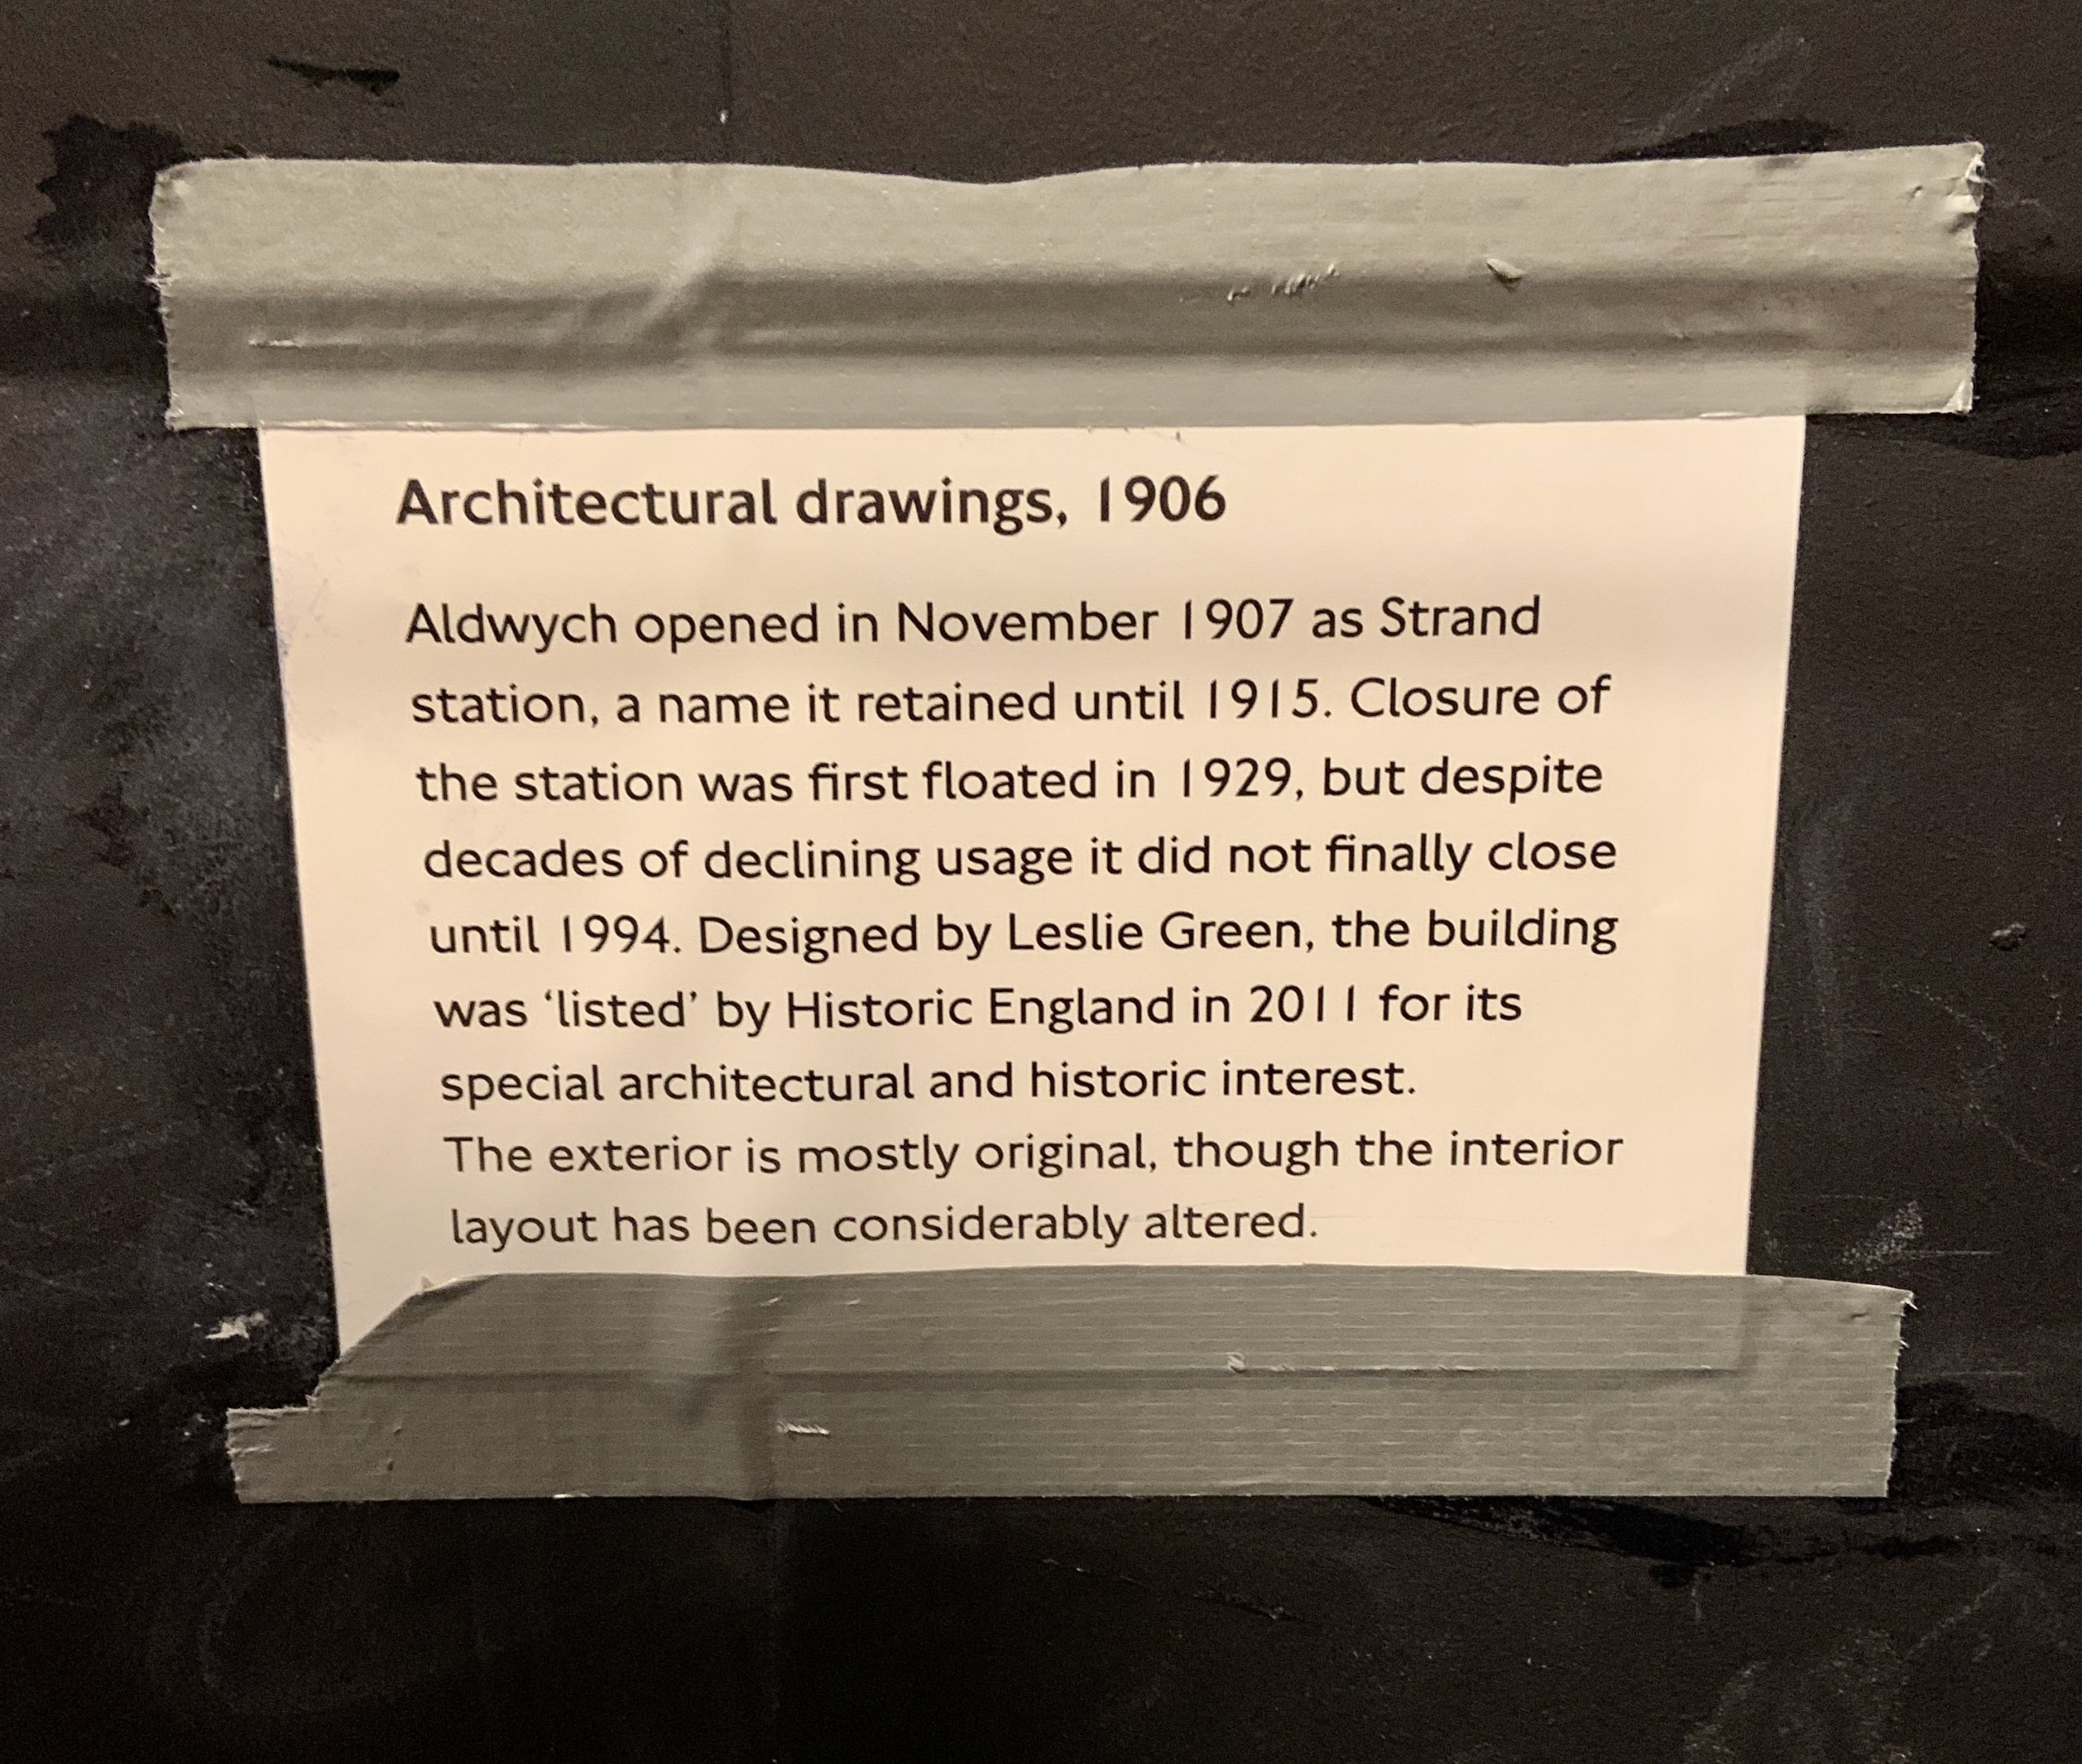 Architectural drawings, 1906
Aldwych opened in November 1907 as Strand
station, a name it retained until 1915. Closure of
the station was first floated in 1929, but despite
decades of declining usage it did not finally close
until 1994. Designed by Leslie Green, the building
was ‘listed’ by Historic England in 2011 for its
special architectural and historic interest.
The exterior is mostly original, though the interior
layout has been considerably altered.